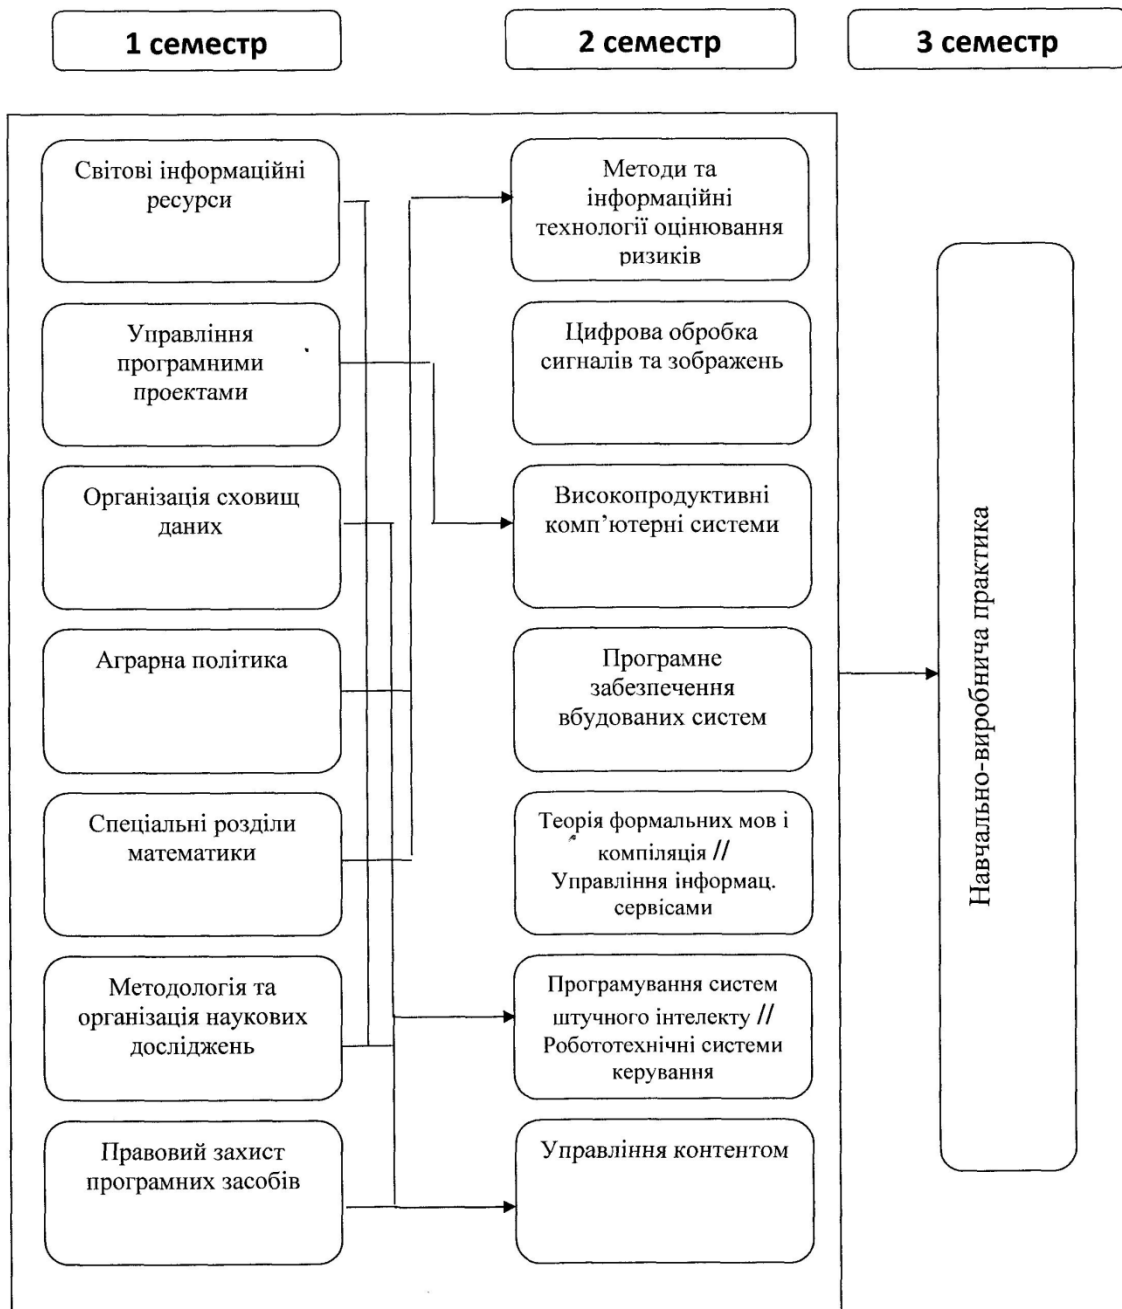 1 семестр
2 семестр
3 семестр
Світові інформаційні
ресурси
Управління
програмними
проектами
Організація сховищ
даних
Аграрна політика
Спеціальні розділи
математики
Методологія та
організація наукових
досліджень
Правовий захист
програмних засобів
Методи та
інформаційні
технології оцінювання
ризиків
Цифрова обробка
сигналів та зображень
Високопродуктивні
комп’ютерні системи
Програмне
забезпечення
вбудованих систем
Теорія формальних мов і
компіляція //
Управління інформац.
сервісами
Програмування систем
штучного інтелекту //
Робототехнічні системи
керування
Управління контентом
Навчально-виробнича практика